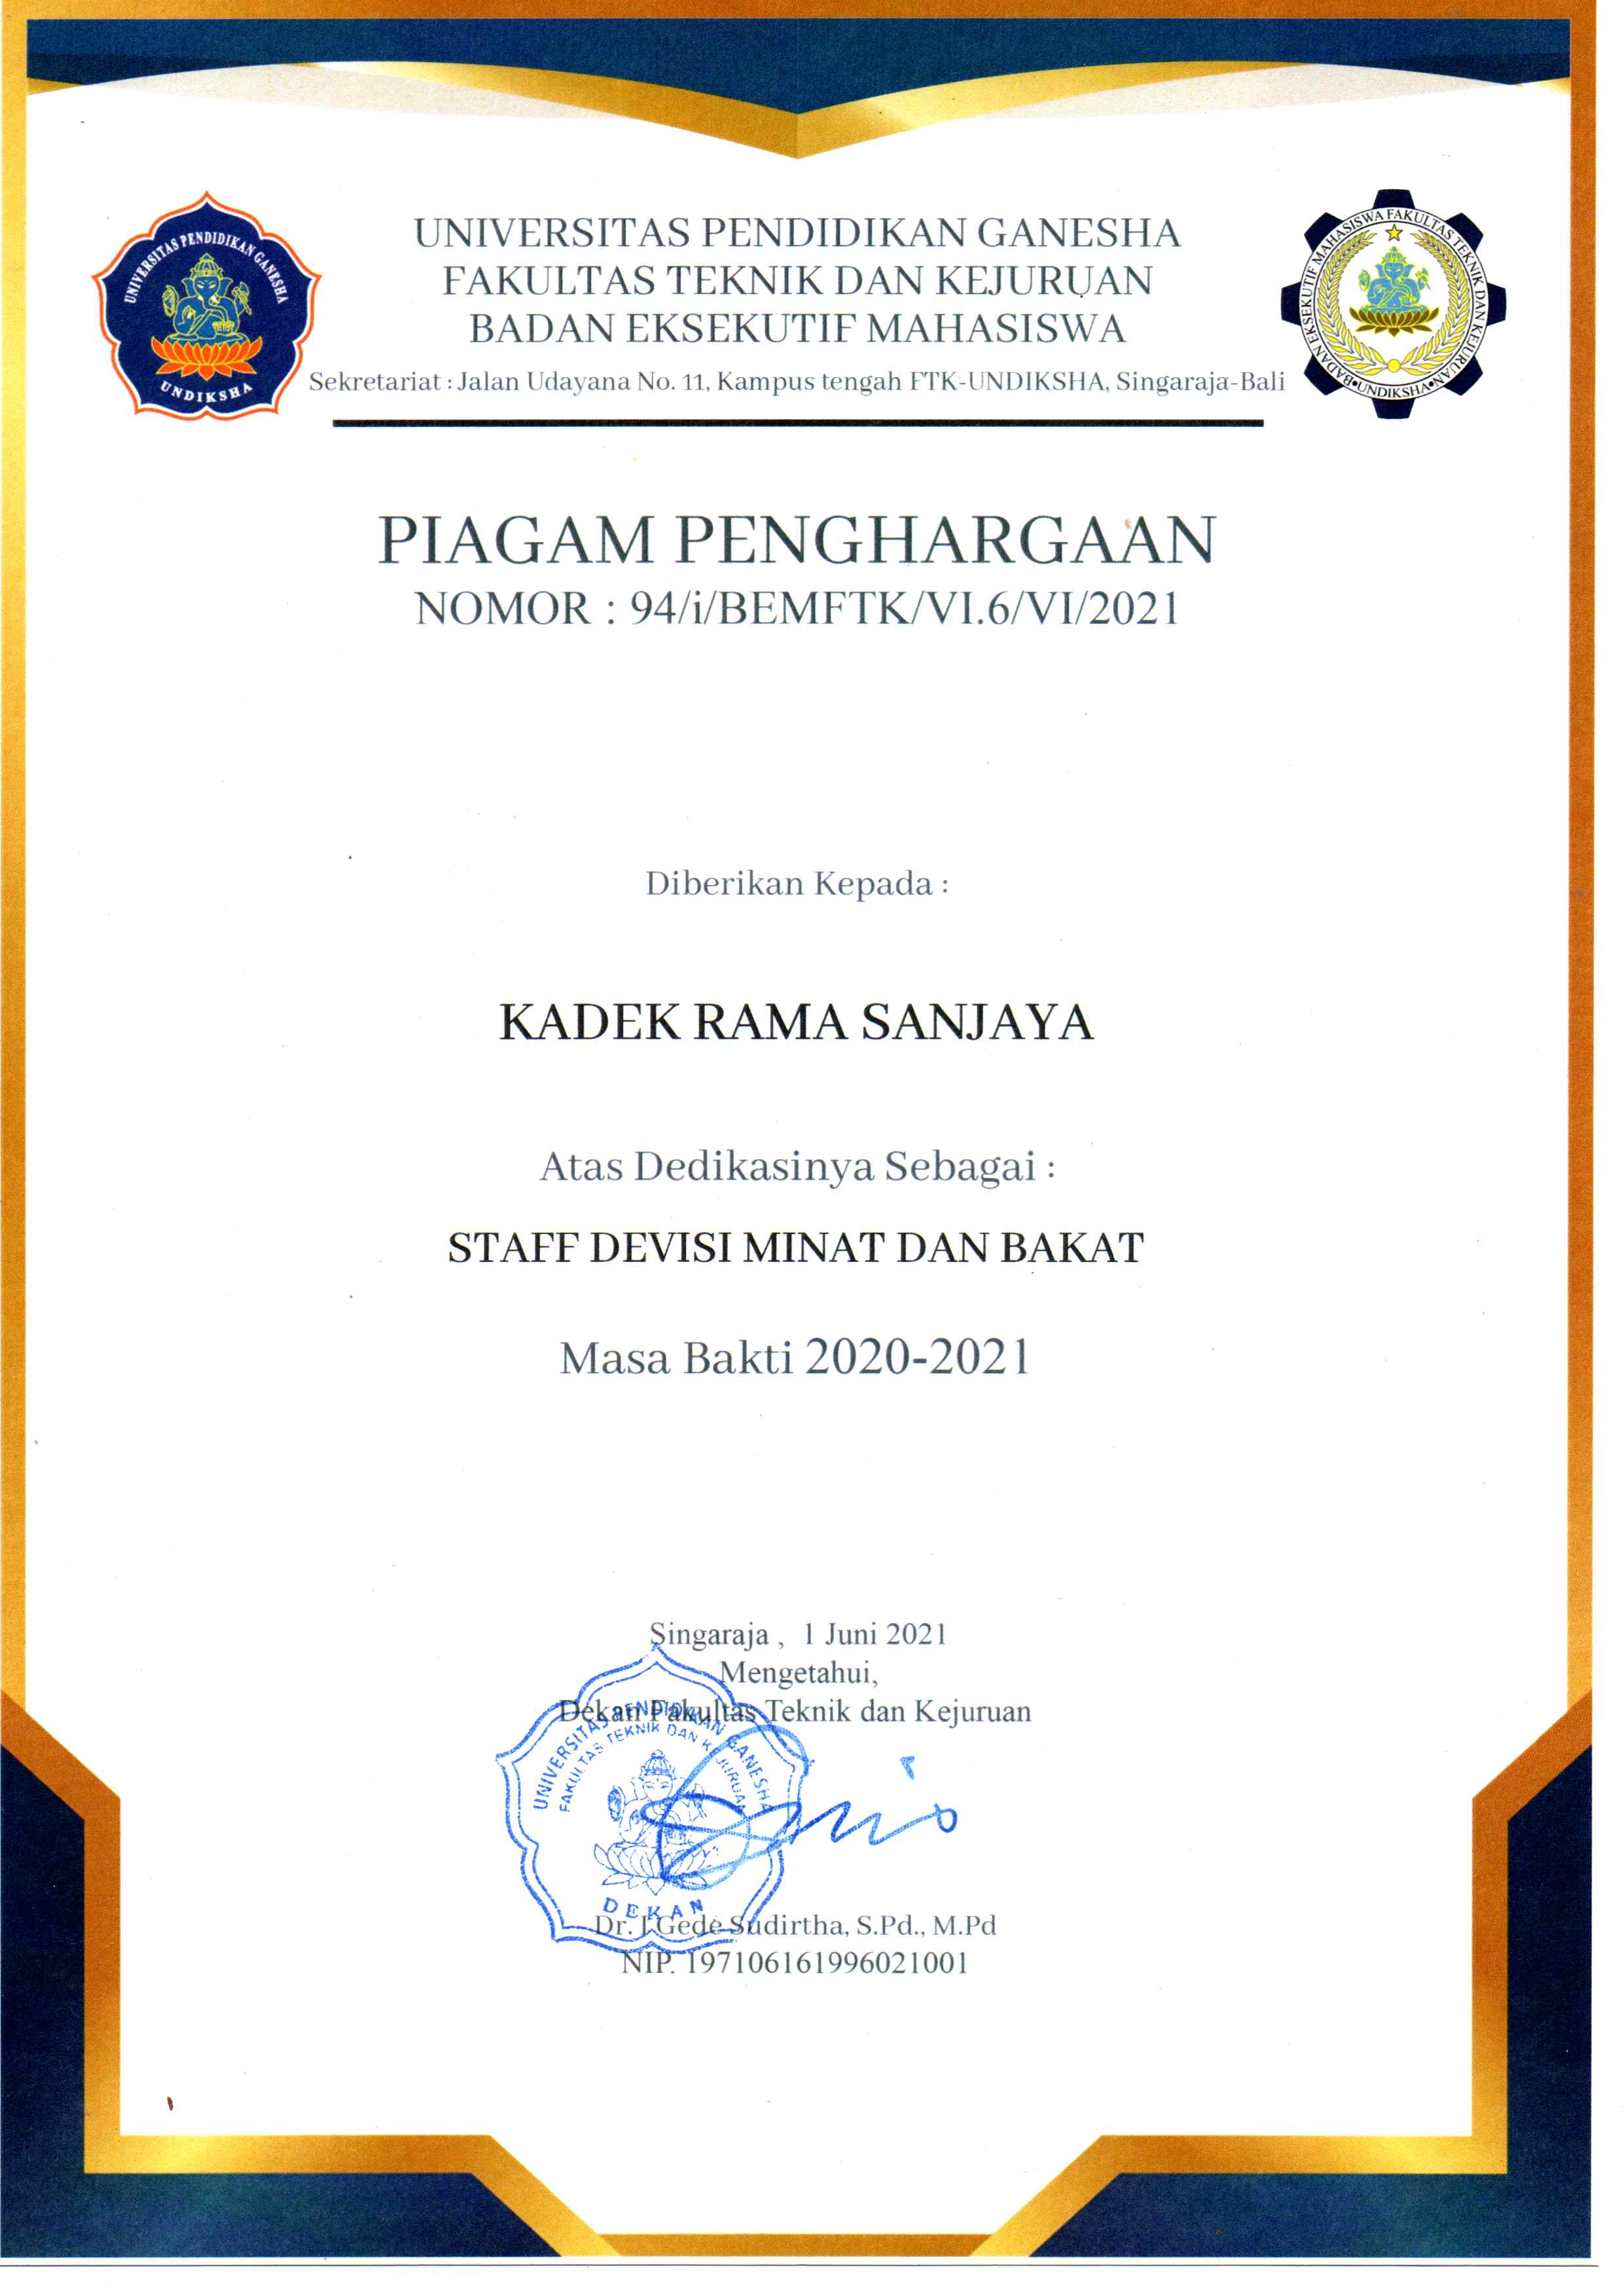 UNIVERSITAS PENDIDIKAN GANESHA
UNDIKSHA
UNIVERSITAS PENDIDIKAN GANESHA
FAKULTAS TEKNIK DAN KEJURUAN
BADAN EKSEKUTIF MAHASISWA
Sekretariat : Jalan Udayana No. 11, Kampus tengah FTK-UNDIKSHA, Singaraja-Bali
BADAN EKSEKUTIF MAHASISWA FAKULTAS TEKNIK DAN KEJURUAN
•UNDIKSHA•
PIAGAM PENGHARGAAN
NOMOR : 94/i/BEMFTK/VI.6/VI/2021
Diberikan Kepada :
KADEK RAMA SANJAYA
Atas Dedikasinya Sebagai :
STAFF DEVISI MINAT DAN BAKAT
Masa Bakti 2020-2021
Singaraja , 1 Juni 2021
Mengetahui,
Dekan Fakultas Teknik dan Kejuruan
UNIVERSITAS PENDIDIKAN GANESHA
FAKULTAS TEKNIK DAN KEJURUAN
DEKAN
Dr. I Gede Sudirtha, S.Pd., M.Pd
NIP. 197106161996021001